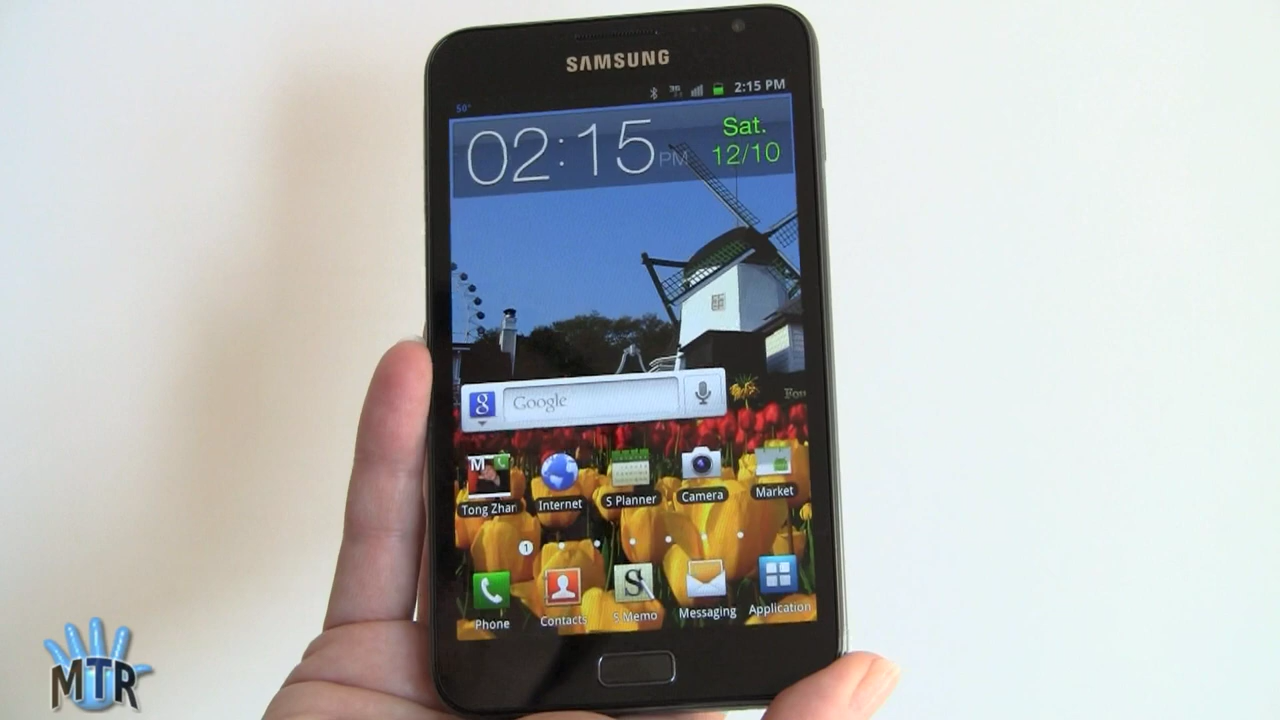 SAMSUNG
50°
2:15 PM
02:15 PM
Sat.
12/10
g Google
Fou
M
Tong Zhan
Internet
S Planner
Camera
Market
1
S
Phone
Contacts
S Memo
Messaging
Application
MTR